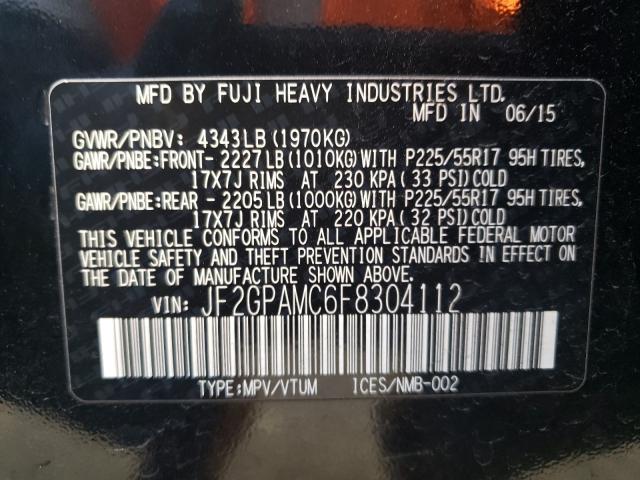 MFD BY FUJI HEAVY INDUSTRIES LTD.
MFD IN 06/15
GVWR/PNBV: 4343LB (1970KG)
GAWR/PNBE:FRONT- 2227 LB (1010KG) WITH P225/55R17 95H TIRES,
17X7J RIMS AT 230 KPA ( 33 PSI) COLD
GAWR/PNBE:REAR - 2205 LB (1000KG) WITH P225/55R17 95H TIRES,
17X7J RIMS AT 220 KPA ( 32 PSI) COLD
THIS VEHICLE CONFORMS TO ALL APPLICABLE FEDERAL MOTOR
VEHICLE SAFETY AND THEFT PREVENTION STANDARDS IN EFFECT ON
THE DATE OF MANUFACTURE SHOWN ABOVE.
VIN: JF2GPAMC6F8304112
TYPE:MPV/VTUM ICES/NMB-002